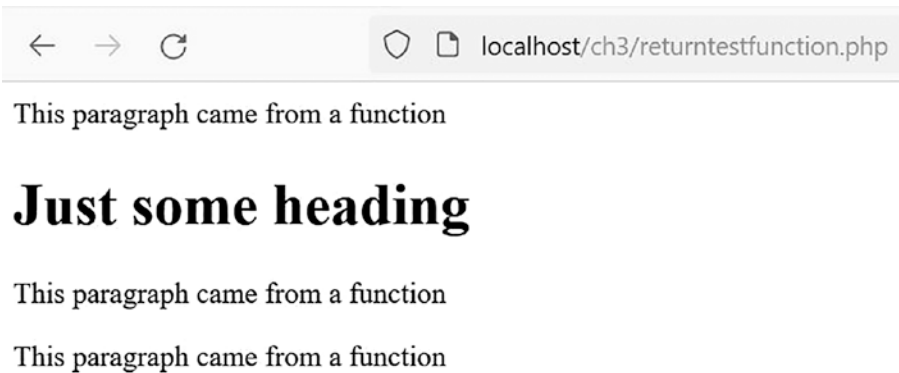 localhost/ch3/returntestfunction.php
This paragraph came from a function
Just some heading
This paragraph came from a function
This paragraph came from a function